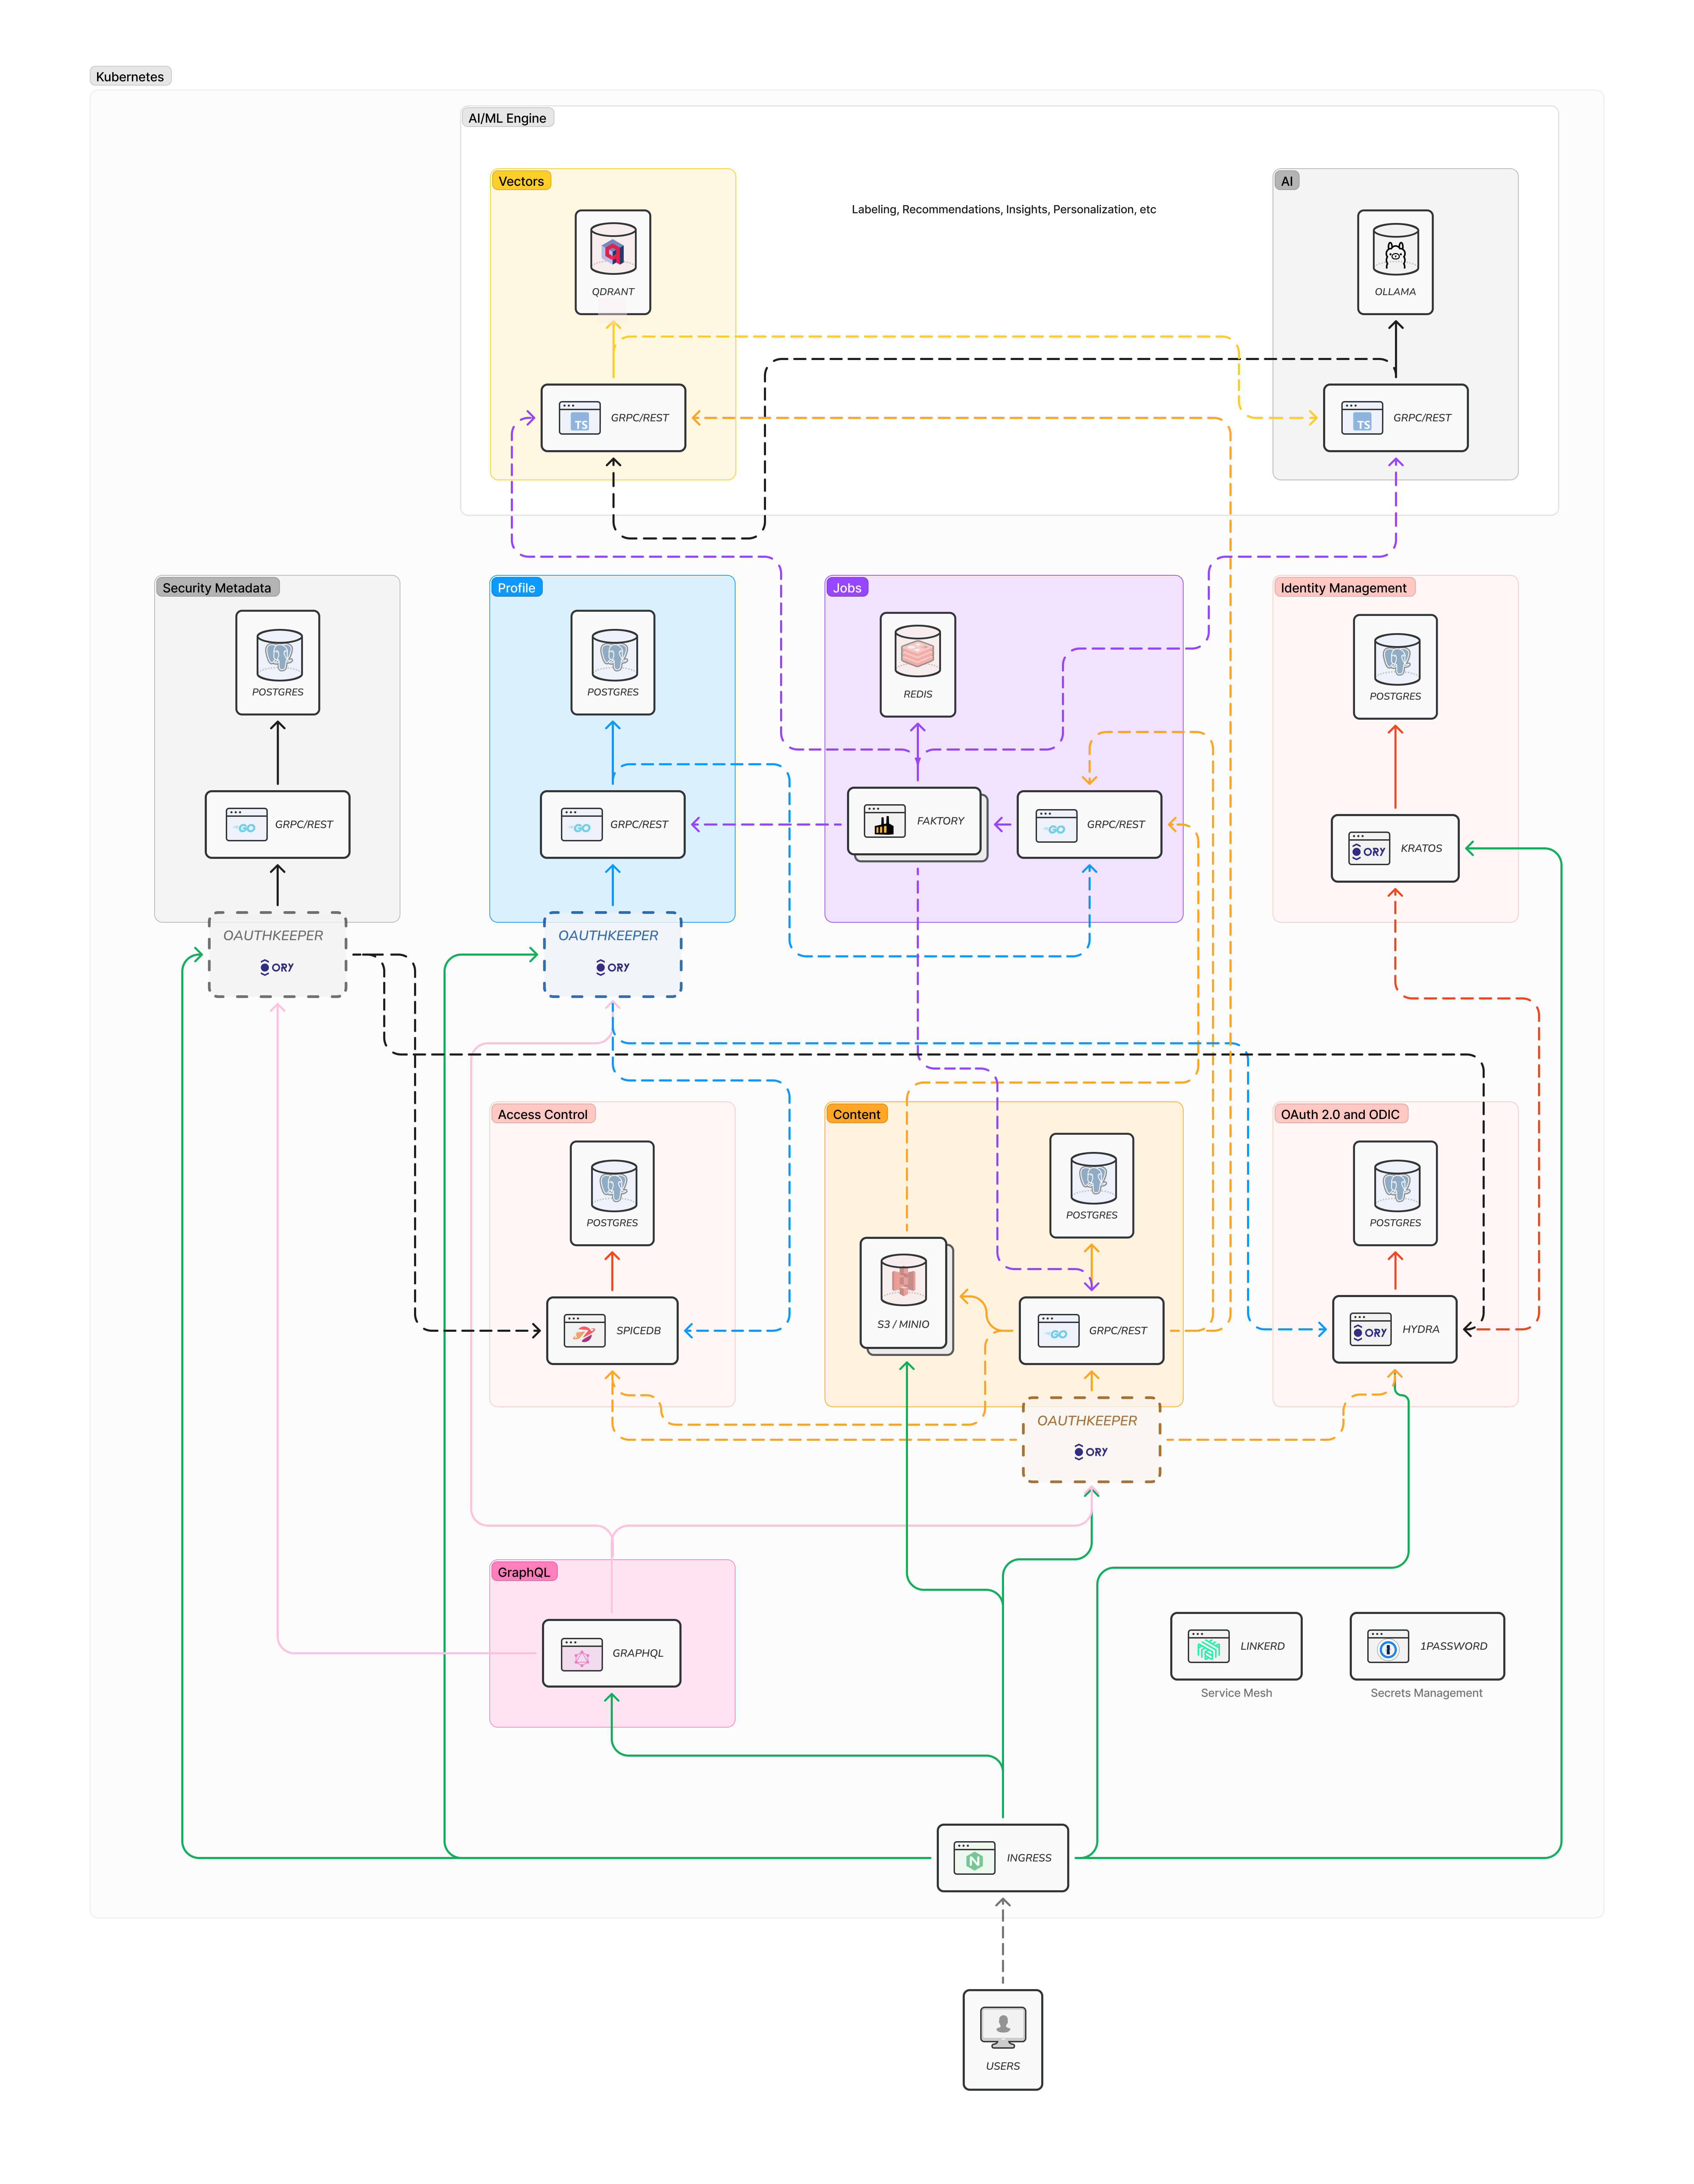 Kubernetes
AI/ML Engine
Vectors
AI
Labeling, Recommendations, Insights, Personalization, etc
QDRANT
OLLAMA
TS
GRPC/REST
TS
GRPC/REST
Security Metadata
Profile
Jobs
Identity Management
POSTGRES
POSTGRES
REDIS
POSTGRES
GO
GRPC/REST
GO
GRPC/REST
FAKTORY
GO
GRPC/REST
ORY
KRATOS
OAUTHKEEPER
ORY
OAUTHKEEPER
ORY
Access Control
Content
OAuth 2.0 and ODIC
POSTGRES
POSTGRES
POSTGRES
S3 / MINIO
SPICEDB
GO
GRPC/REST
ORY
HYDRA
OAUTHKEEPER
ORY
GraphQL
GRAPHQL
LINKERD
1PASSWORD
Service Mesh
Secrets Management
N
INGRESS
USERS